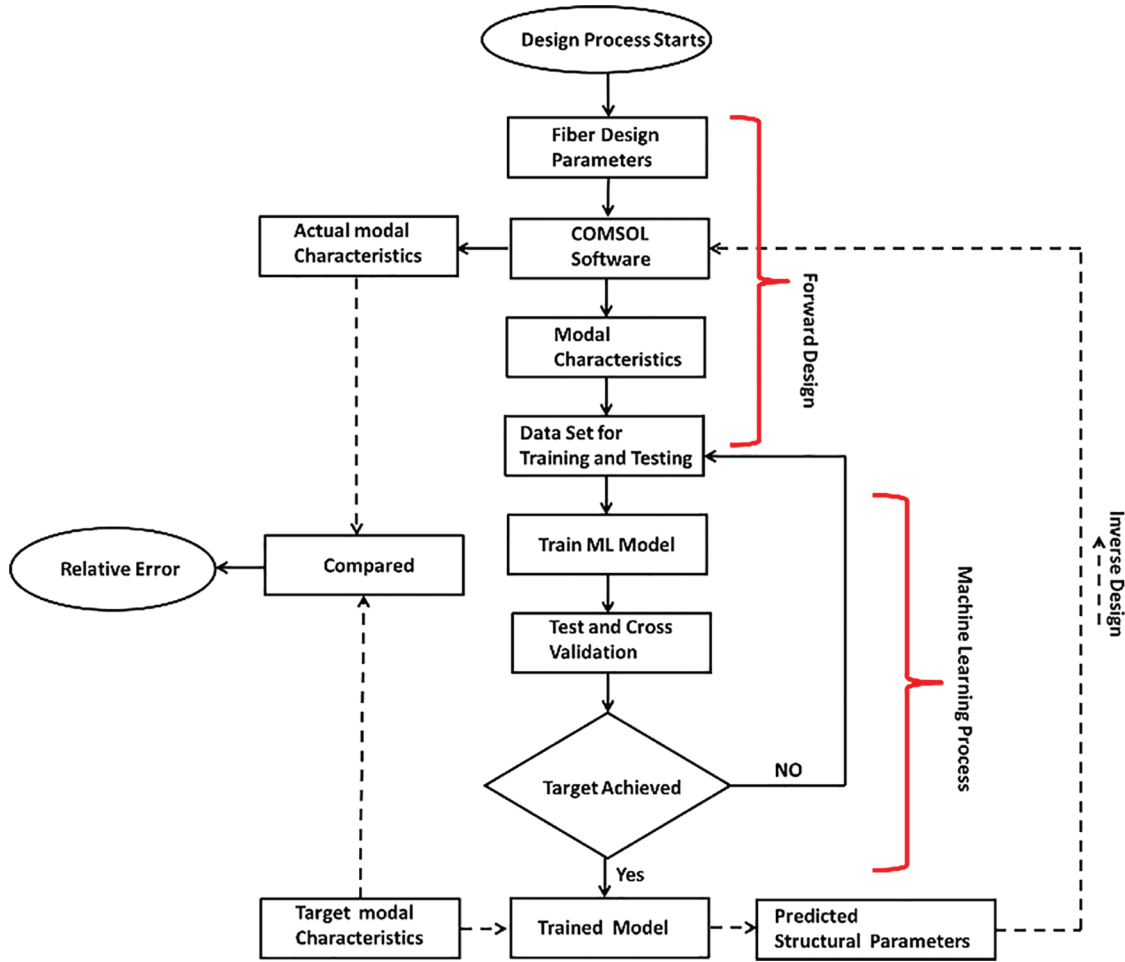 Design Process Starts
Fiber Design
Parameters
Actual modal
Characteristics
COMSOL
Software
Modal
Characteristics
Forward Design
Data Set for
Training and Testing
Train ML Model
Compared
Relative Error
Test and Cross
Validation
Machine Learning Process
Inverse Design
Target Achieved
NO
Yes
Target modal
Characteristics
Trained Model
Predicted
Structural Parameters